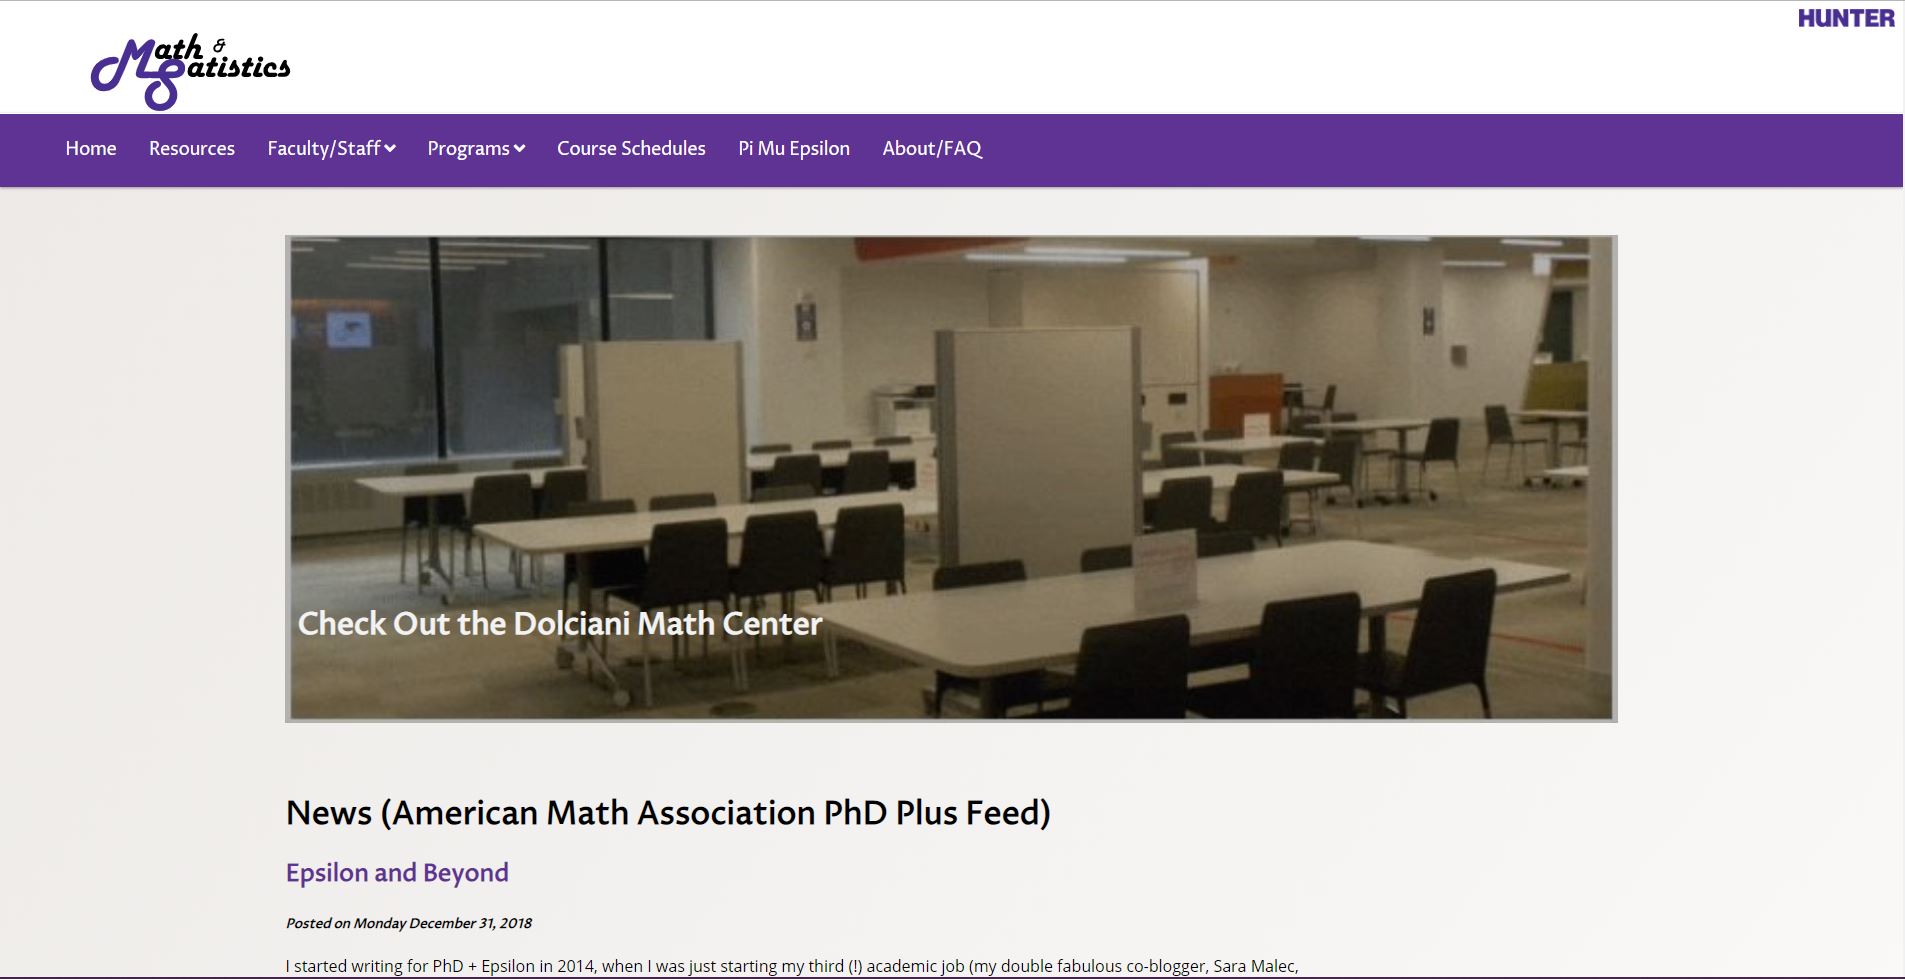 HUNTER
Math &
Satistics
Home Resources Faculty/Staff Programs Course Schedules Pi Mu Epsilon About/FAQ
Check Out the Dolciani Math Center
News (American Math Association PhD Plus Feed)
Epsilon and Beyond
Posted on Monday December 31, 2018
I started writing for PhD + Epsilon in 2014, when I was just starting my third (!) academic job (my double fabulous co-blogger, Sara Malec,